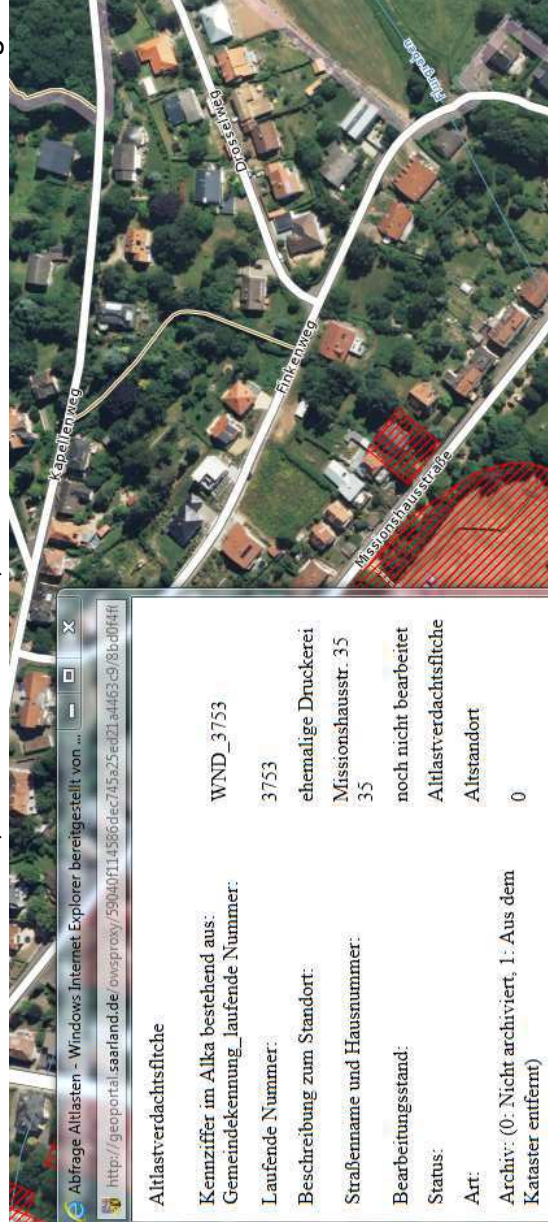 Kapellenweg
Drosselweg
Flurgraben
Finkenweg
Missionshausstraße
Abfrage Altlasten - Windows Internet Explorer bereitgestellt von ...
http://geoportal.saarland.de/owsproxy/59040f114586dec745a25ed21a4463c9/8bd0f4f(
Altlastverdachtsfltche
Kennziffer im Alka bestehend aus:
Gemeindekennung_laufende Nummer: WND_3753
Laufende Nummer: 3753
Beschreibung zum Standort: ehemalige Druckerei
Straßenname und Hausnummer: Missionshausstr. 35
35
Bearbeitungsstand: noch nicht bearbeitet
Status: Altlastverdachtsfltche
Art: Altstandort
Archiv: (0: Nicht archiviert, 1: Aus dem 0
Kataster entfernt)